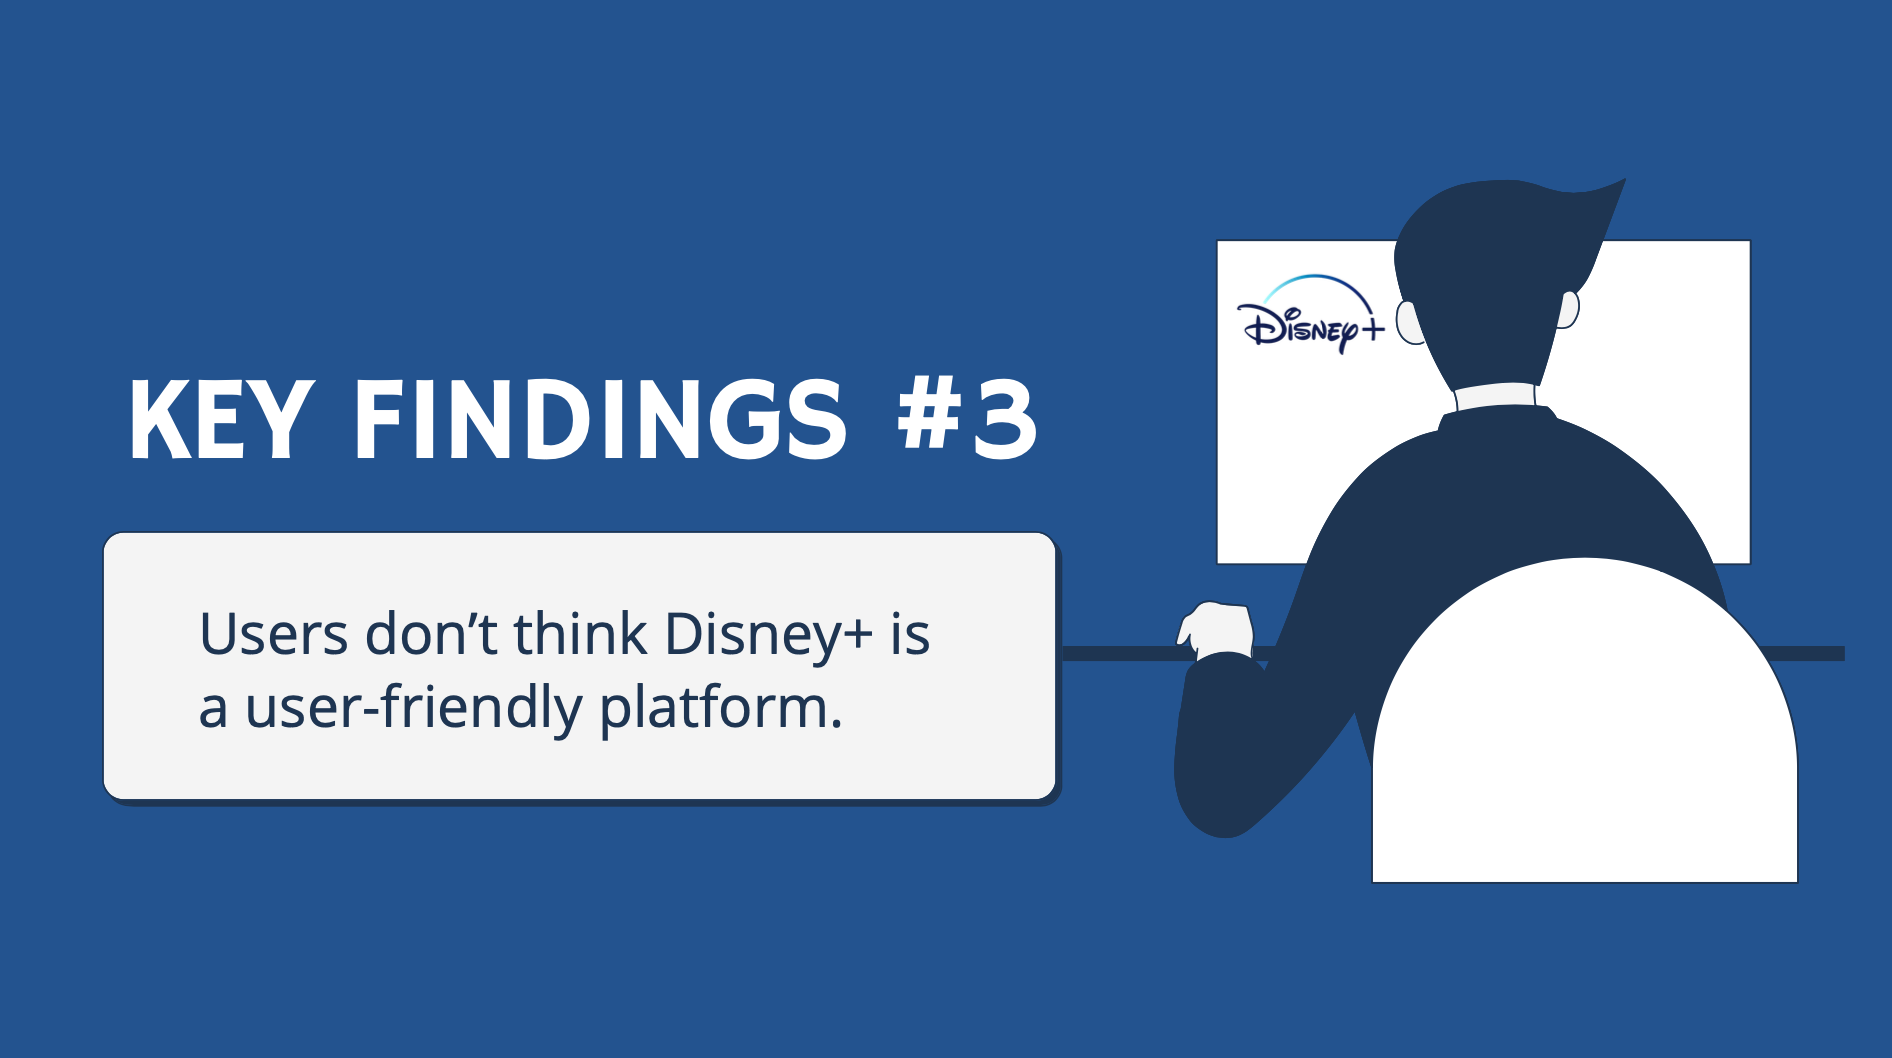 Disney+
KEY FINDINGS #3
Users don’t think Disney+ is
a user-friendly platform.